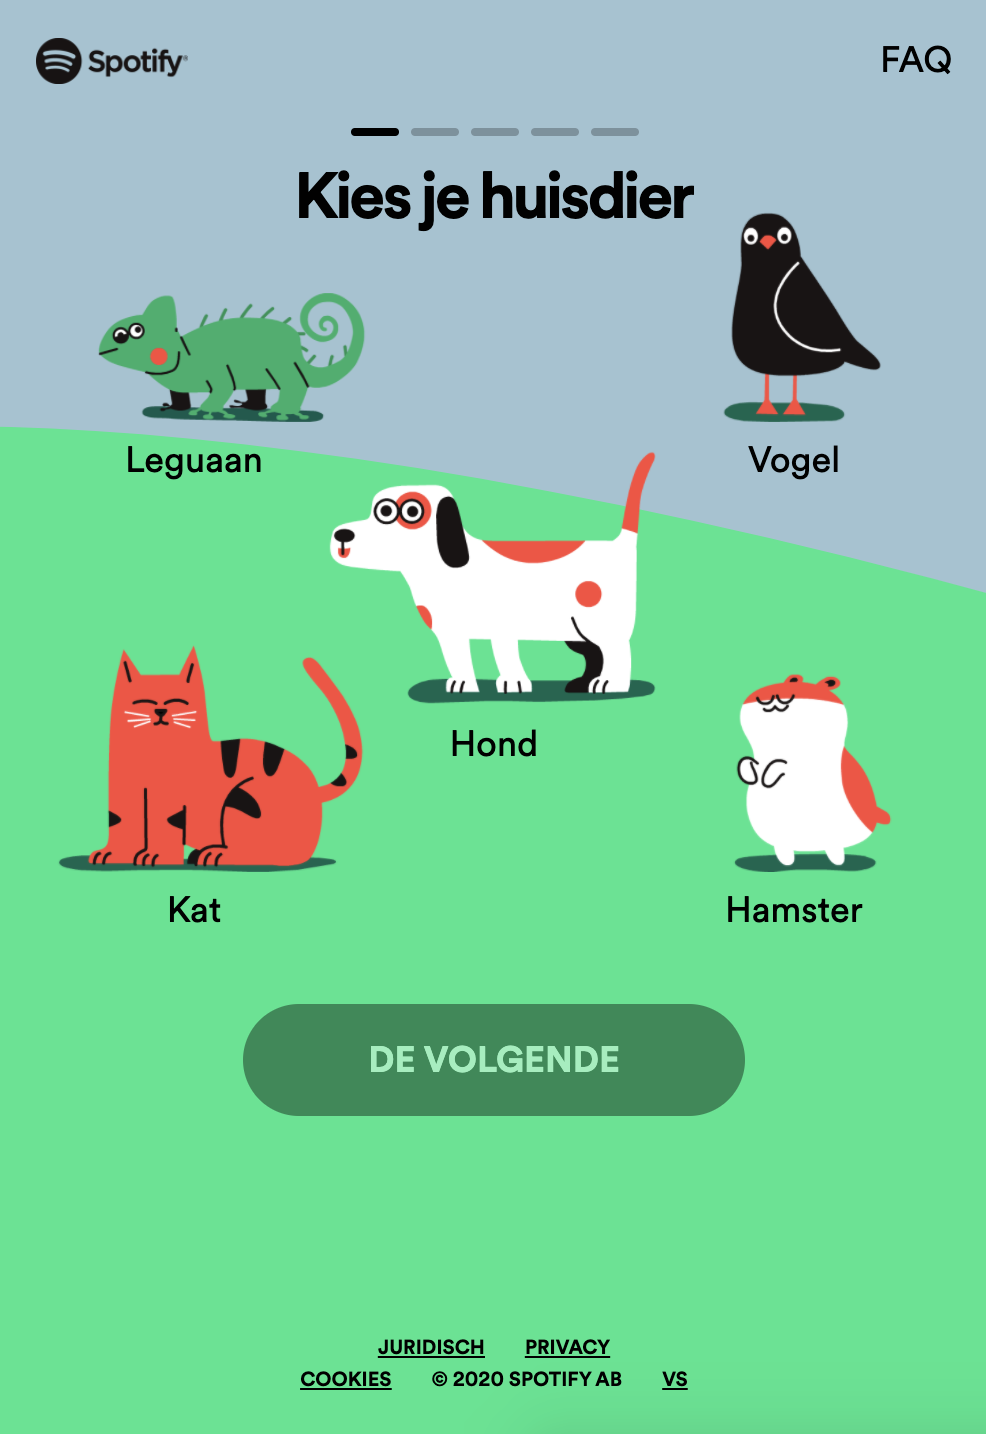 Spotify®
FAQ
Kies je huisdier
Leguaan
Vogel
Hond
Kat
Hamster
DE VOLGENDE
JURIDISCH PRIVACY
COOKIES © 2020 SPOTIFY AB VS